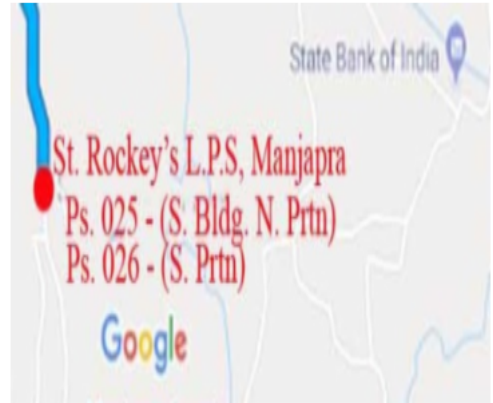 State Bank of India
St. Rockey's L.P.S, Manjapra
Ps. 025 - (S. Bldg. N. Prtn)
Ps. 026 - (S. Prtn)
Google